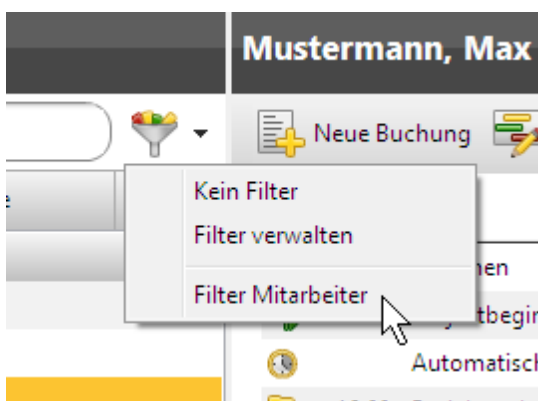 Mustermann, Max
Neue Buchung
Kein Filter
Filter verwalten
Filter Mitarbeiter
Automatisch